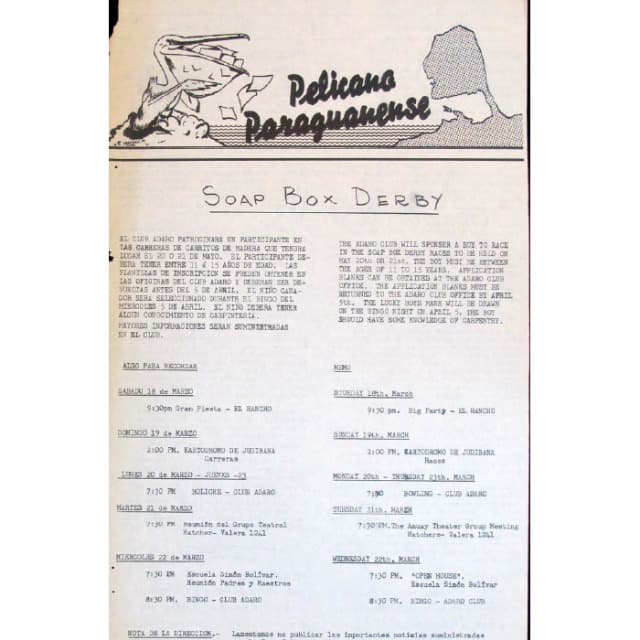 Pelicano
Paraguanense
SOAP BOX DERBY
EL CLUB ADARO PATROCINARA UN PARTICIPANTE EN
LAS CARRERAS DE CARRITOS DE MADERA QUE TENDRA
LUGAR EL 20 O 21 DE MAYO. EL PARTICIPANTE DE-
BERA TENER ENTRE 11 & 15 AÑOS DE EDAD. LAS
PLANILLAS DE INSCRIPCION SE PUEDEN OBTENER EN
LAS OFICINAS DEL CLUB ADARO Y DEBERAN SER DE-
VUELTAS ANTES DEL 5 DE ABRIL. EL NIÑO GANA-
DOR SERA SELECCIONADO DURANTE EL BINGO DEL
MIERCOLES 5 DE ABRIL. EL NIÑO DEBERA TENER
ALGUN CONOCIMIENTO DE CARPINTERIA.
MAYORES INFORMACIONES SERAN SUMINISTRADAS
EN EL CLUB.
THE ADARO CLUB WILL SPONSER A BOY TO RACE
IN THE SOAP BOX DERBY RACES TO BE HELD ON
MAY 20th OR 21st. THE BOY MUST BE BETWEEN
THE AGES OF 11 TO 15 YEARS. APPLICATION
BLANKS CAN BE OBTAINED AT THE ADARO CLUB
OFFICE. THE APPLICATION BLANKS MUST BE
RETURNED TO THE ADARO CLUB OFFICE BY APRIL
5th. THE LUCKY BOYS NAME WILL BE DRAWN
ON THE BINGO NIGHT ON APRIL 5. THE BOY
SHOULD HAVE SOME KNOWLEDGE OF CARPENTRY.
ALGO PARA RECORDAR
SABADO 18 de MARZO
9:30pm Gran Fiesta - EL RANCHO
DOMINGO 19 de MARZO
2:00 PM. KARTODROMO DE JUDIBANA
Carreras
LUNES 20 de MARZO - JUEVES -23
7:30 PM BOLICHE - CLUB ADARO
MARTES 21 de MARZO
7:30 PM Reunión del Grupo Teatral
Hatcher- Valera 1241
MIERCOLES 22 de MARZO
7:30 PM Escuela Simón Bolívar.
Reunión Padres y Maestros
8:30 PM. BINGO - CLUB ADARO
MEMO
SATURDAY 18th. March
9:30 pm. Big Party - EL RANCHO
SUNDAY 19th. MARCH
2:00 PM. KARTODROMO DE JUDIBANA
Races
MONDAY 20th - THURSDAY 23th. MARCH
7:30 BOWLING - CLUB ADARO
TUESDAY 21th. MARCH
7:30 PM.The Amuay Theater Group Meeting
Hatchers- Valera 1241
WEDNESDAY 22th. MARCH
7:30 PM. "OPEN HOUSE".
Escuela Simón Bolívar
8:30 PM. BINGO - ADARO CLUB
NOTA DE LA DIRECCION.- Lamentamos no publicar las importantes noticias suministradas